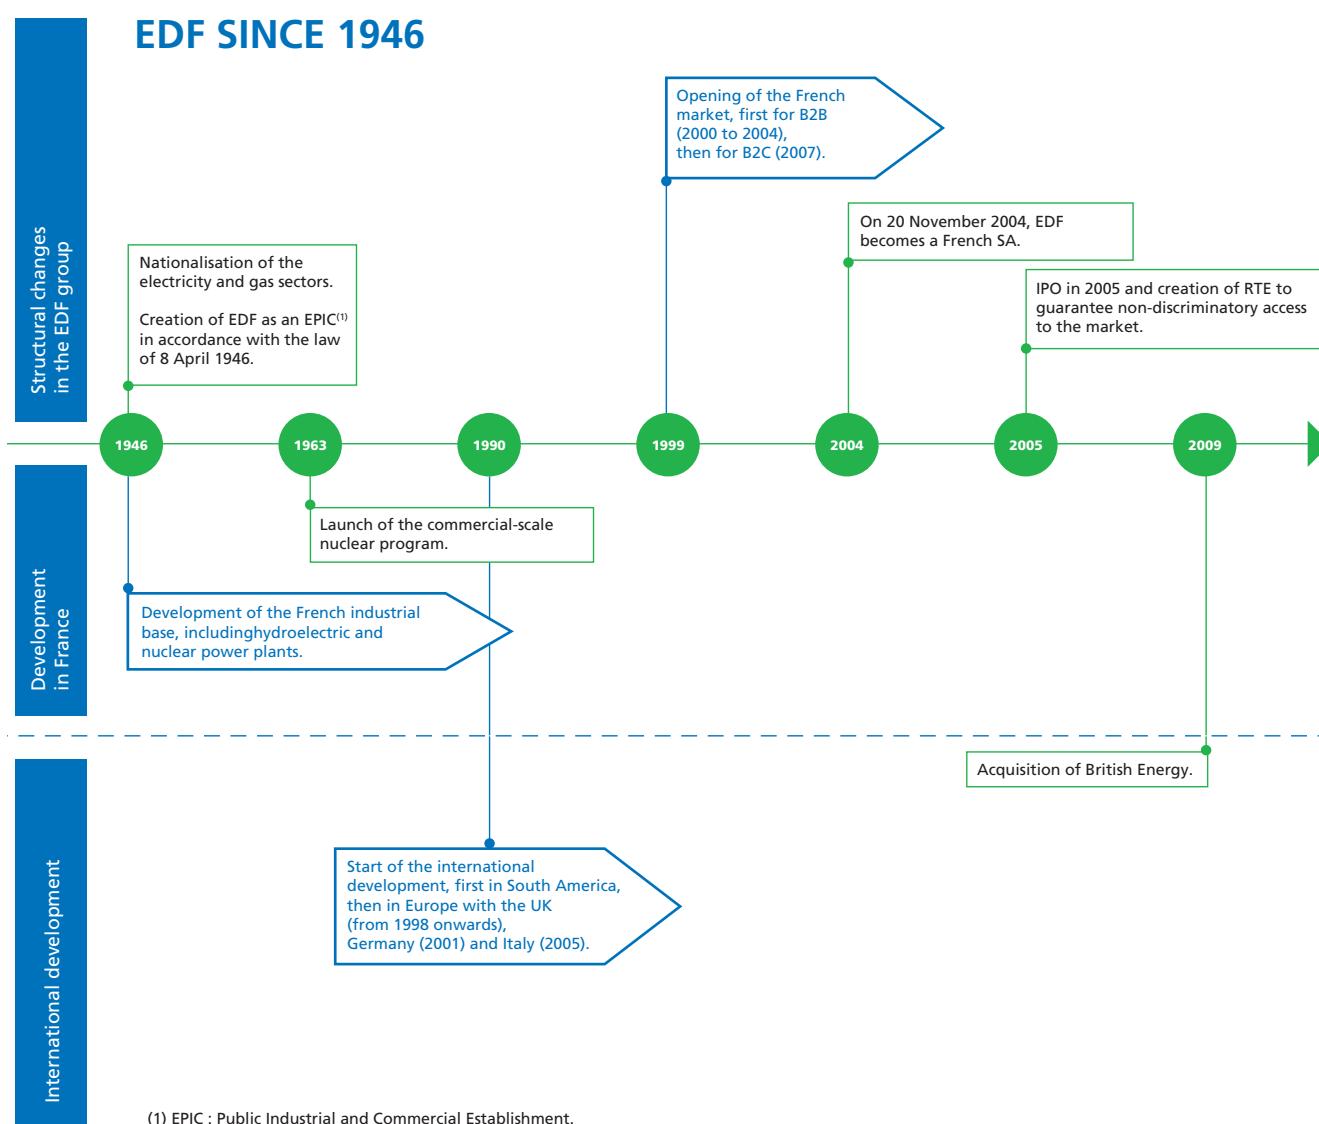 EDF SINCE 1946
Structural changes
in the EDF group
Opening of the French
market, first for B2B
(2000 to 2004),
then for B2C (2007).
On 20 November 2004, EDF
becomes a French SA.
Nationalisation of the
electricity and gas sectors.
Creation of EDF as an EPIC(1)
in accordance with the law
of 8 April 1946.
IPO in 2005 and creation of RTE to
guarantee non-discriminatory access
to the market.
1946
1963
1990
1999
2004
2005
2009
Development
in France
Launch of the commercial-scale
nuclear program.
Development of the French industrial
base, includinghydroelectric and
nuclear power plants.
International development
Acquisition of British Energy.
Start of the international
development, first in South America,
then in Europe with the UK
(from 1998 onwards),
Germany (2001) and Italy (2005).
(1) EPIC : Public Industrial and Commercial Establishment.